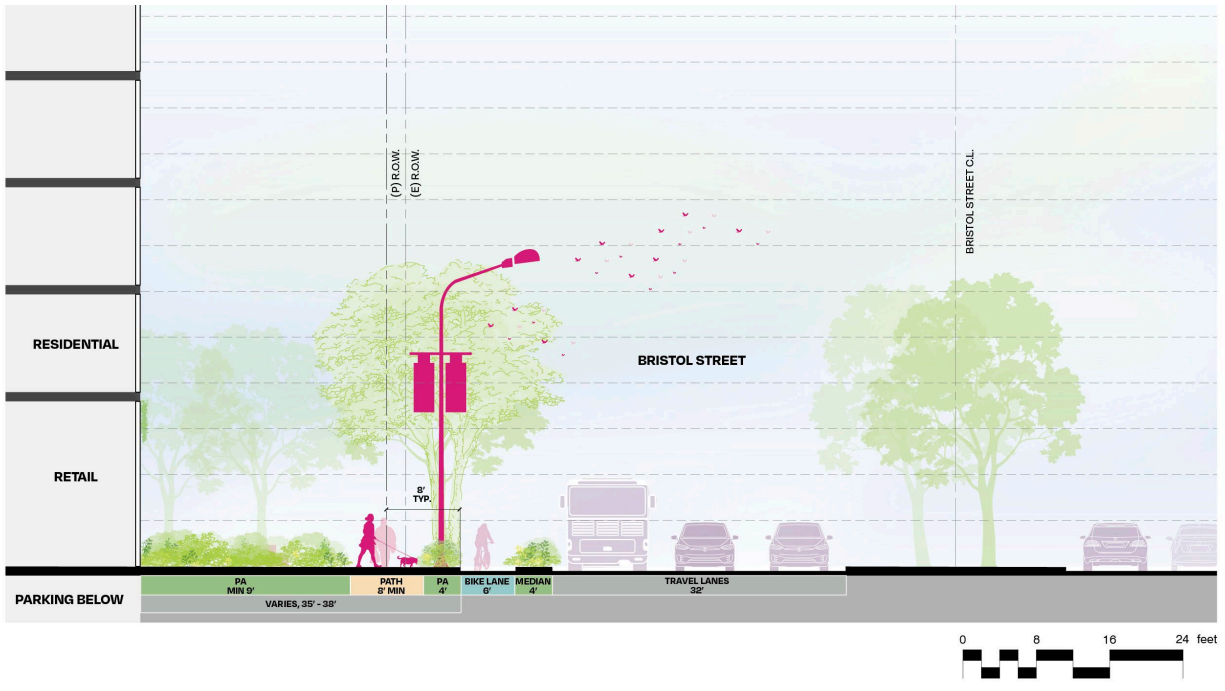 (P) R.O.W.
(E) R.O.W.
BRISTOL STREET C.L.
RESIDENTIAL
BRISTOL STREET
RETAIL
8'
TYP.
PA
MIN 9'
PATH
8' MIN
PA
4'
BIKE LANE
6'
MEDIAN
4'
TRAVEL LANES
32'
PARKING BELOW
VARIES, 35' - 38'
0 8 16 24 feet